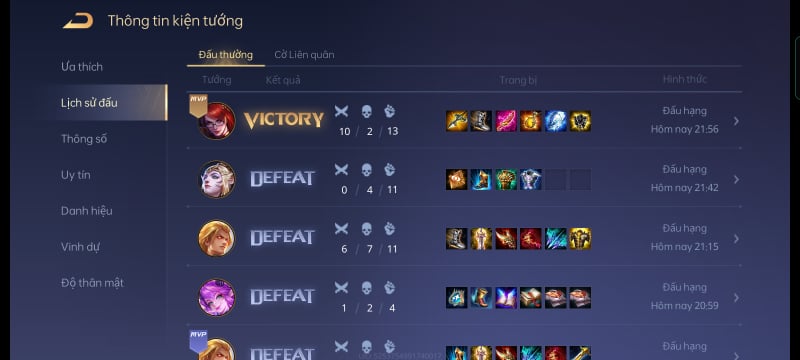 Thông tin kiện tướng
Đấu thường
Cờ Liên quân
Ưa thích
Lịch sử đấu
Thông số
Uy tín
Danh hiệu
Vinh dự
Độ thân mật
Tướng
Kết quả
Trang bị
Hình thức
MVP
VICTORY
10 / 2 / 13
Đấu hạng
Hôm nay 21:56
DEFEAT
0 / 4 / 11
Đấu hạng
Hôm nay 21:42
DEFEAT
6 / 7 / 11
Đấu hạng
Hôm nay 21:15
DEFEAT
1 / 2 / 4
Đấu hạng
Hôm nay 20:59
MVP
DEFEAT
Đấu hạng